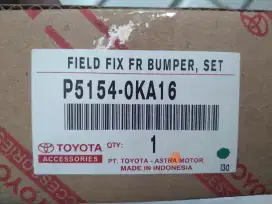 FIELD FIX FR BUMPER, SET
P5154-0KA16
TOYOTA
ACCESSORIES
QTY:
1
PT. TOYOTA - ASTRA MOTOR
MADE IN INDONESIA